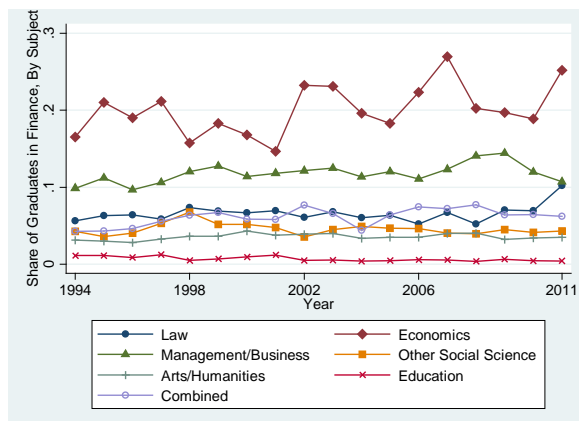 Share of Graduates in Finance, By Subject
.3
.2
.1
0
1994 1998 2002 2006 2011
Year
Law Economics
Management/Business Other Social Science
Arts/Humanities Education
Combined